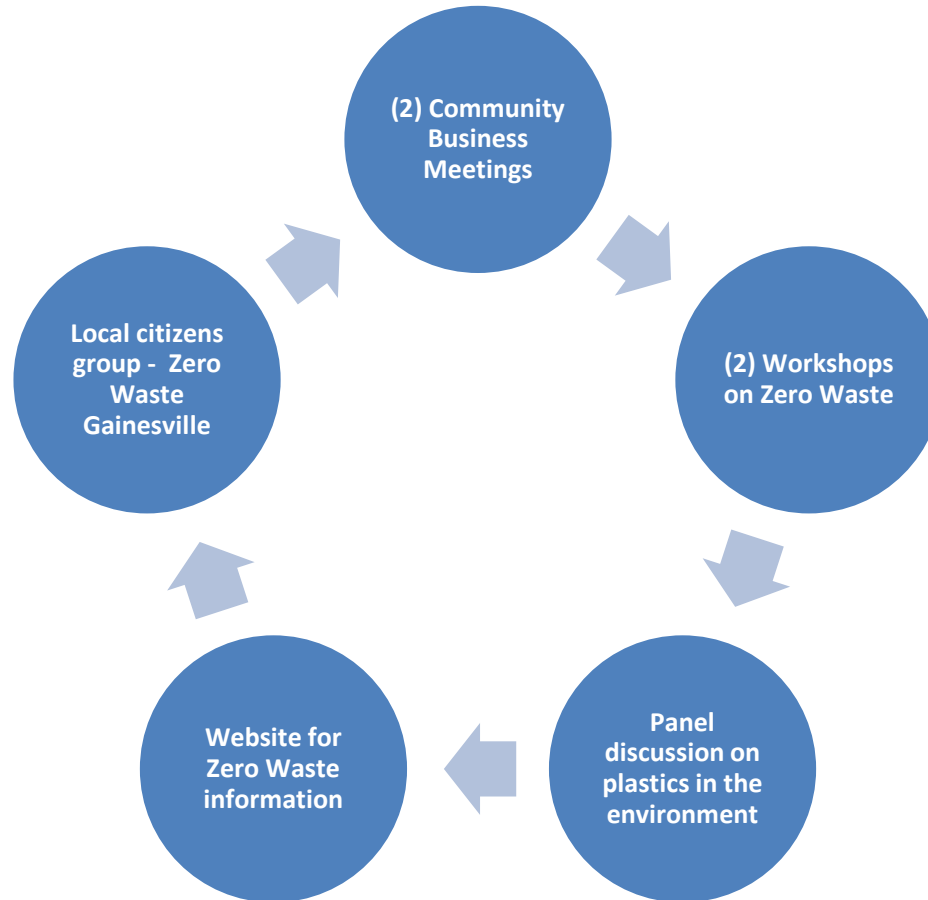 (2) Community
Business
Meetings
(2) Workshops
on Zero Waste
Panel
discussion on
plastics in the
environment
Website for
Zero Waste
information
Local citizens
group -  Zero
Waste
Gainesville